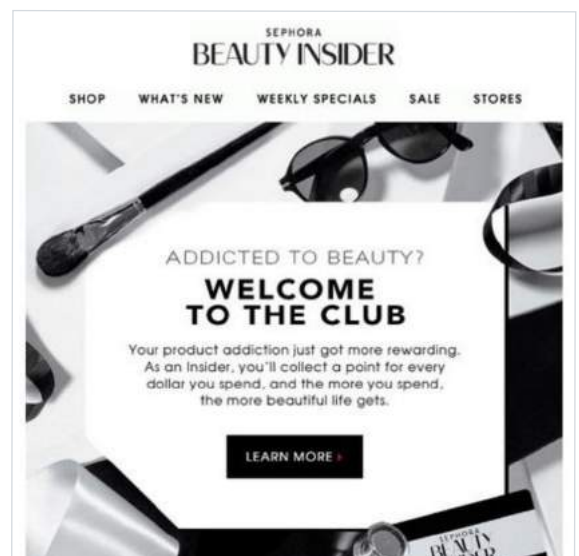 SEPHORA
BEAUTY INSIDER
SHOP WHAT'S NEW WEEKLY SPECIALS SALE STORES
ADDICTED TO BEAUTY?
WELCOME
TO THE CLUB
Your product addiction just got more rewarding.
As an Insider, you'll collect a point for every
dollar you spend, and the more you spend,
the more beautiful life gets.
LEARN MORE
SEPHORA
BEAUTY